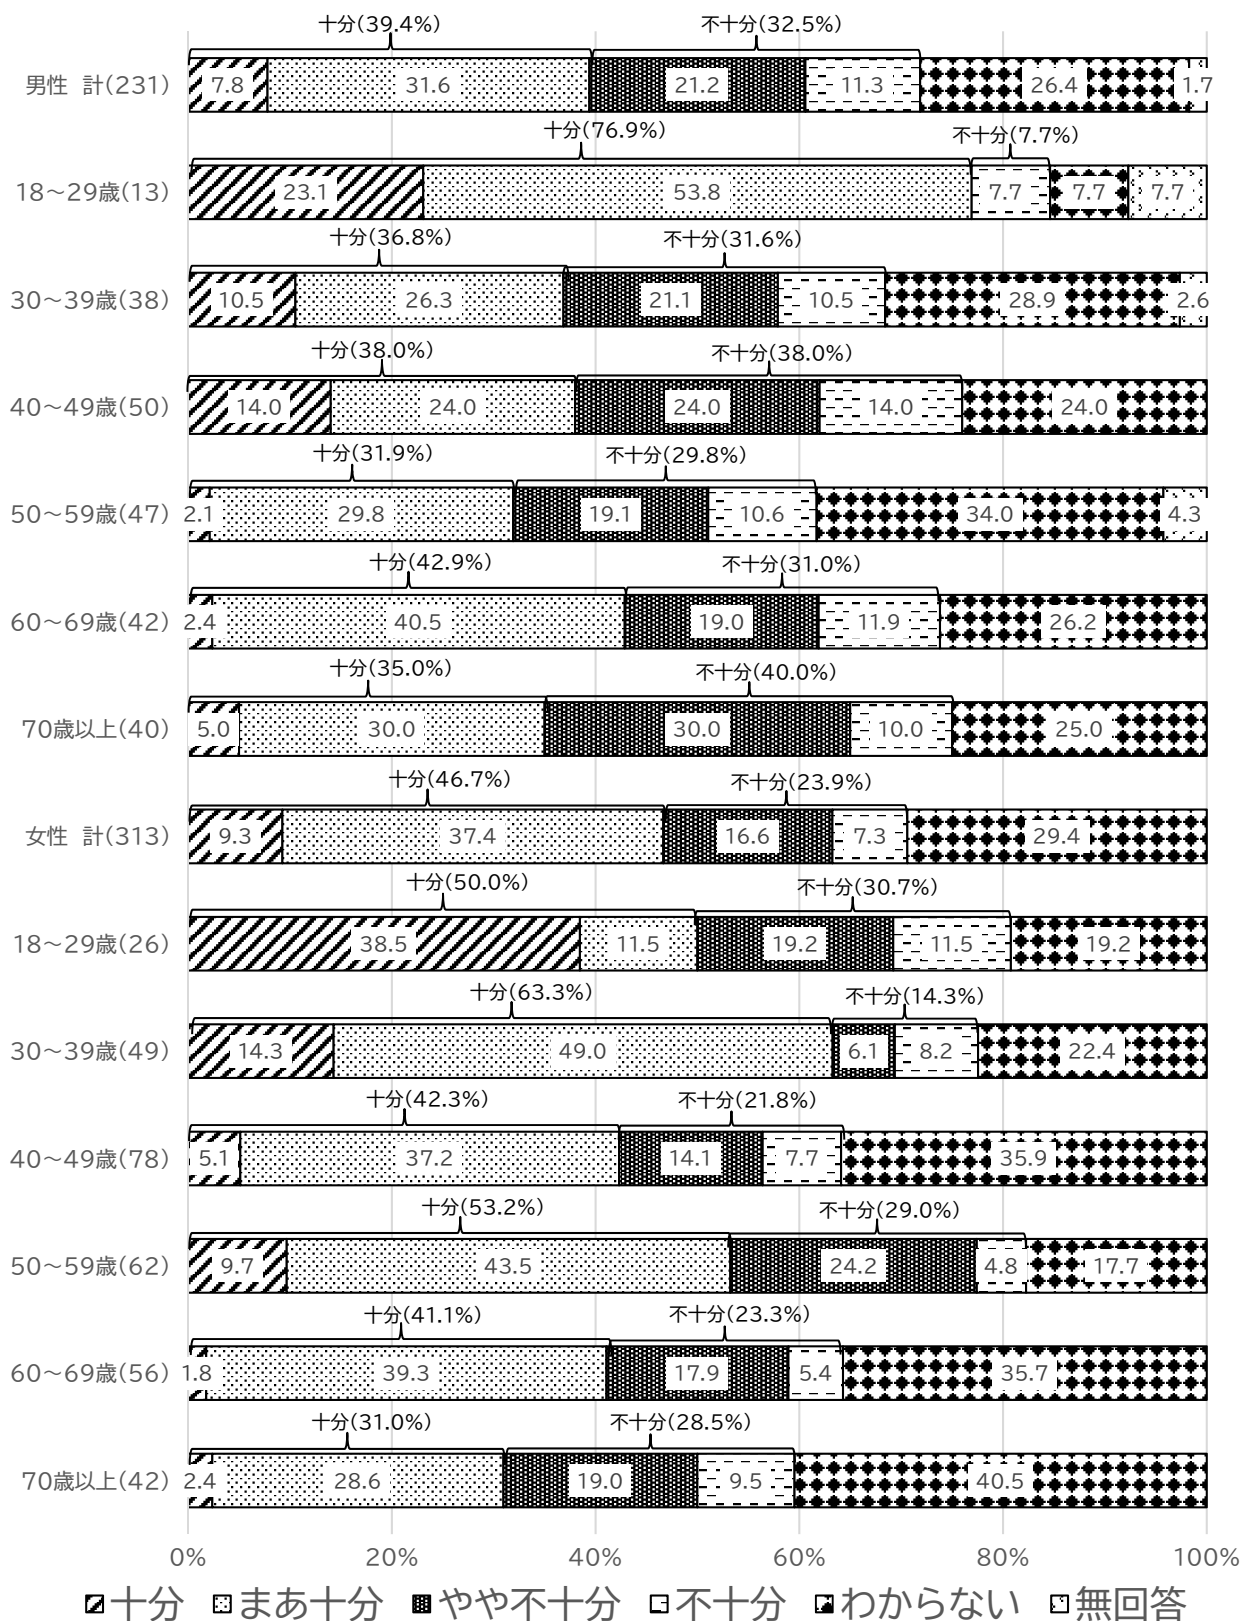 十分(39.4%) 不十分(32.5%)
男性 計(231) 7.8 31.6 21.2 11.3 26.4 1.7
十分(76.9%) 不十分(7.7%)
18～29歳(13) 23.1 53.8 7.7 7.7 7.7
十分(36.8%) 不十分(31.6%)
30～39歳(38) 10.5 26.3 21.1 10.5 28.9 2.6
十分(38.0%) 不十分(38.0%)
40～49歳(50) 14.0 24.0 24.0 14.0 24.0
十分(31.9%) 不十分(29.8%)
50～59歳(47) 2.1 29.8 19.1 10.6 34.0 4.3
十分(42.9%) 不十分(31.0%)
60～69歳(42) 2.4 40.5 19.0 11.9 26.2
十分(35.0%) 不十分(40.0%)
70歳以上(40) 5.0 30.0 30.0 10.0 25.0
十分(46.7%) 不十分(23.9%)
女性 計(313) 9.3 37.4 16.6 7.3 29.4
十分(50.0%) 不十分(30.7%)
18～29歳(26) 38.5 11.5 19.2 11.5 19.2
十分(63.3%) 不十分(14.3%)
30～39歳(49) 14.3 49.0 6.1 8.2 22.4
十分(42.3%) 不十分(21.8%)
40～49歳(78) 5.1 37.2 14.1 7.7 35.9
十分(53.2%) 不十分(29.0%)
50～59歳(62) 9.7 43.5 24.2 4.8 17.7
十分(41.1%) 不十分(23.3%)
60～69歳(56) 1.8 39.3 17.9 5.4 35.7
十分(31.0%) 不十分(28.5%)
70歳以上(42) 2.4 28.6 19.0 9.5 40.5
0% 20% 40% 60% 80% 100%
十分 まあ十分 やや不十分 不十分 わからない 無回答